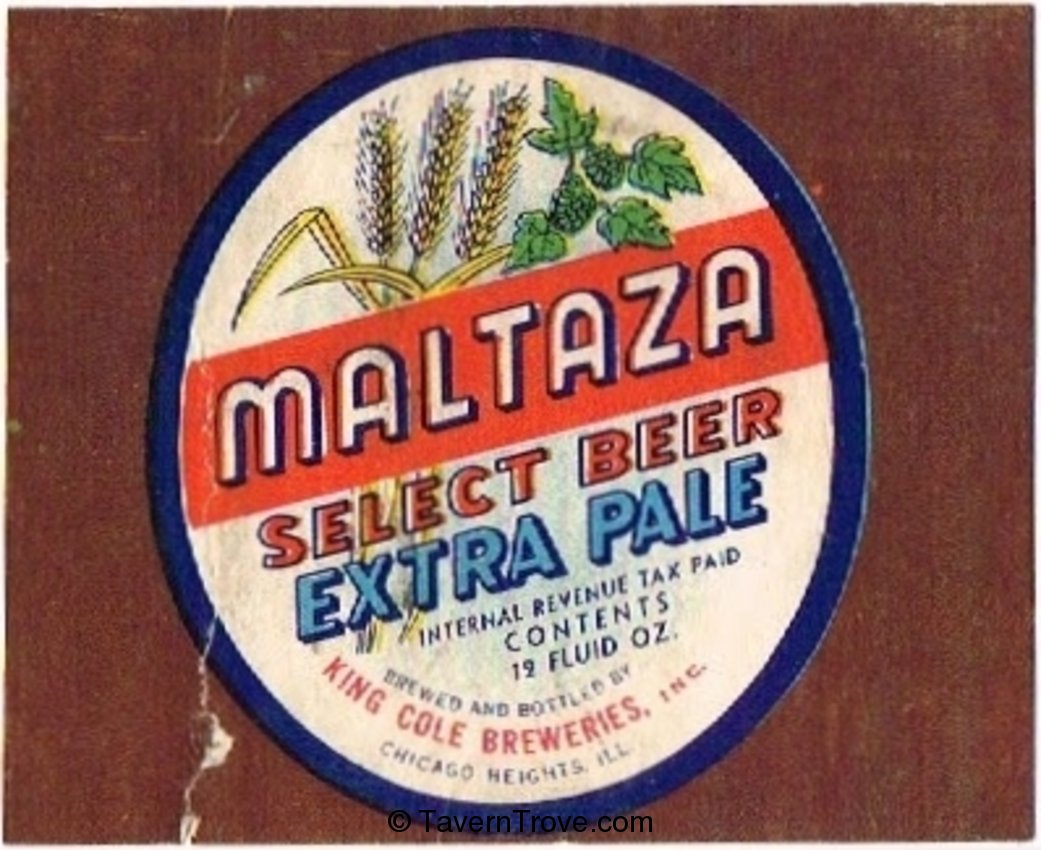 MALTAZA
SELECT BEER
EXTRA PALE
INTERNAL REVENUE TAX PAID
CONTENTS
12 FLUID OZ.
BREWED AND BOTTLED BY
KING COLE BREWERIES, INC.
CHICAGO HEIGHTS, ILL.
© TavernTrove.com